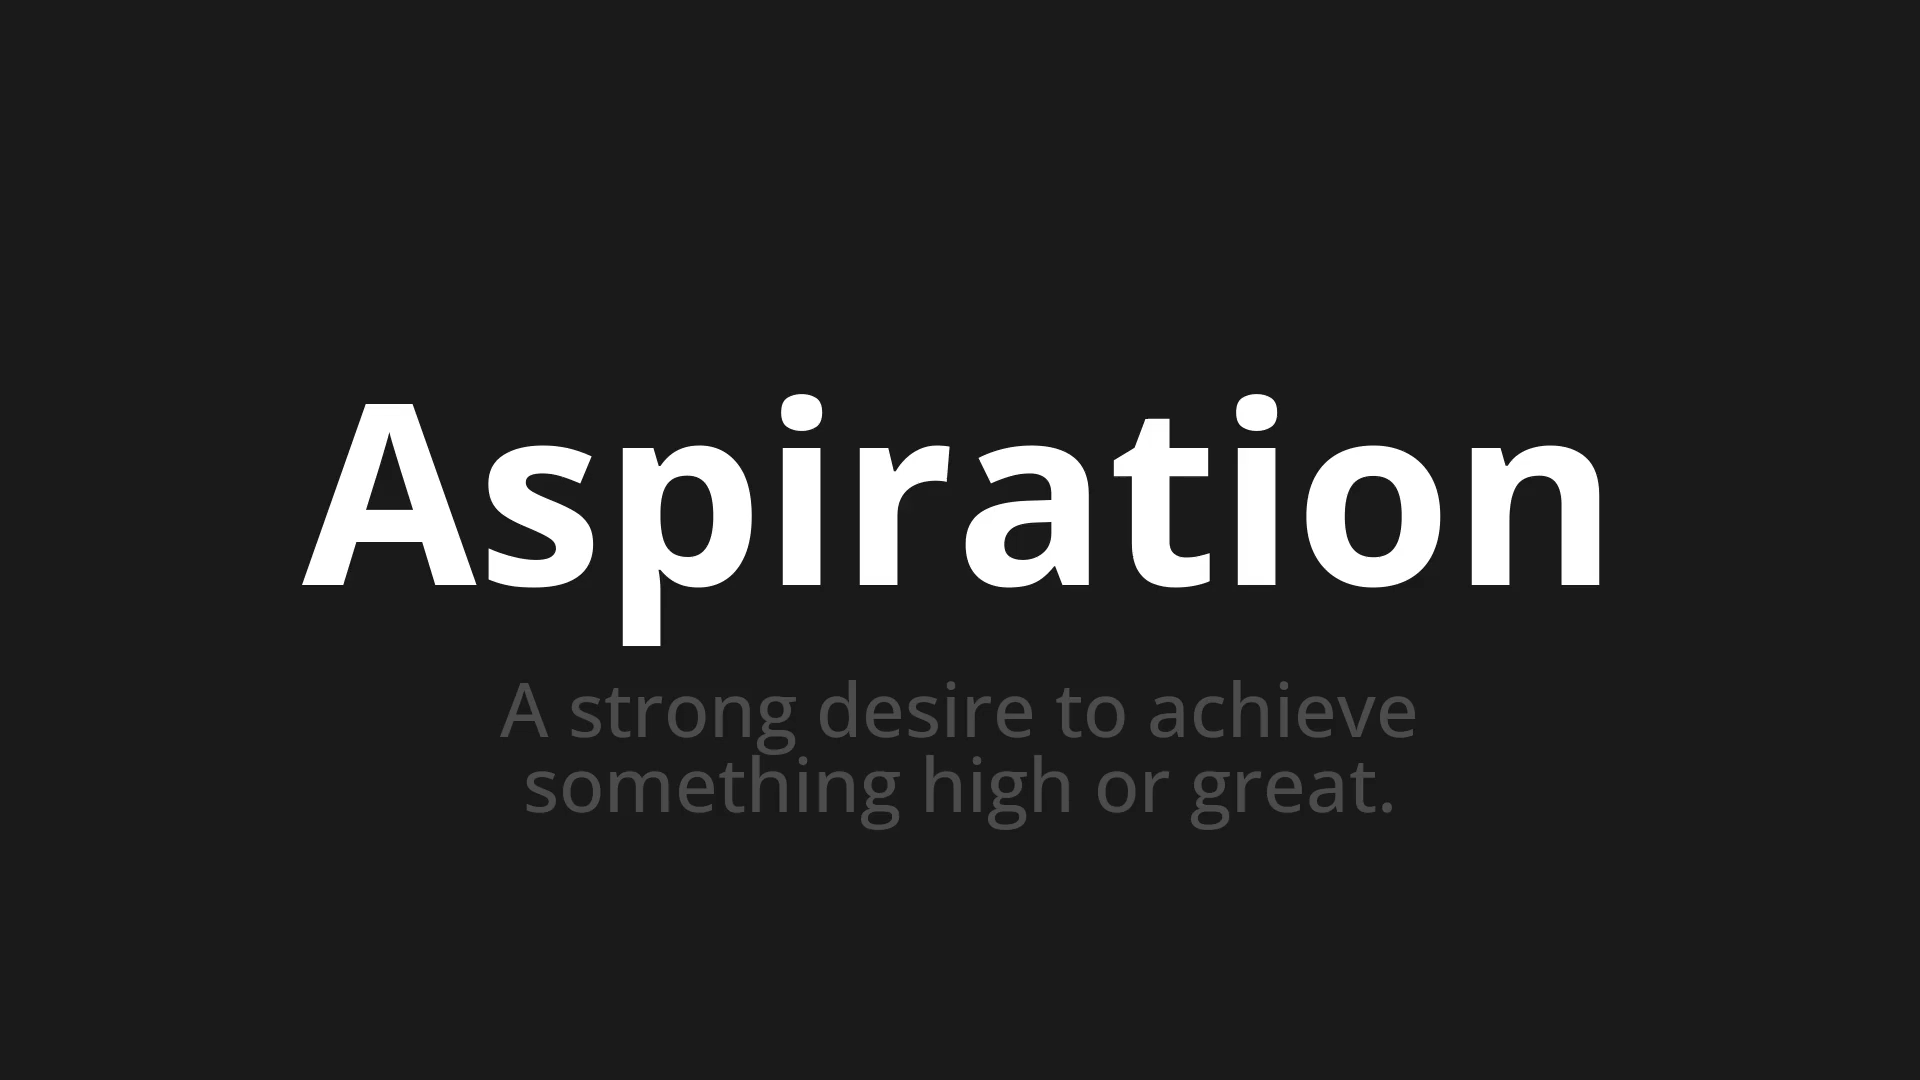 Aspiration
A strong desire to achieve
something high or great.